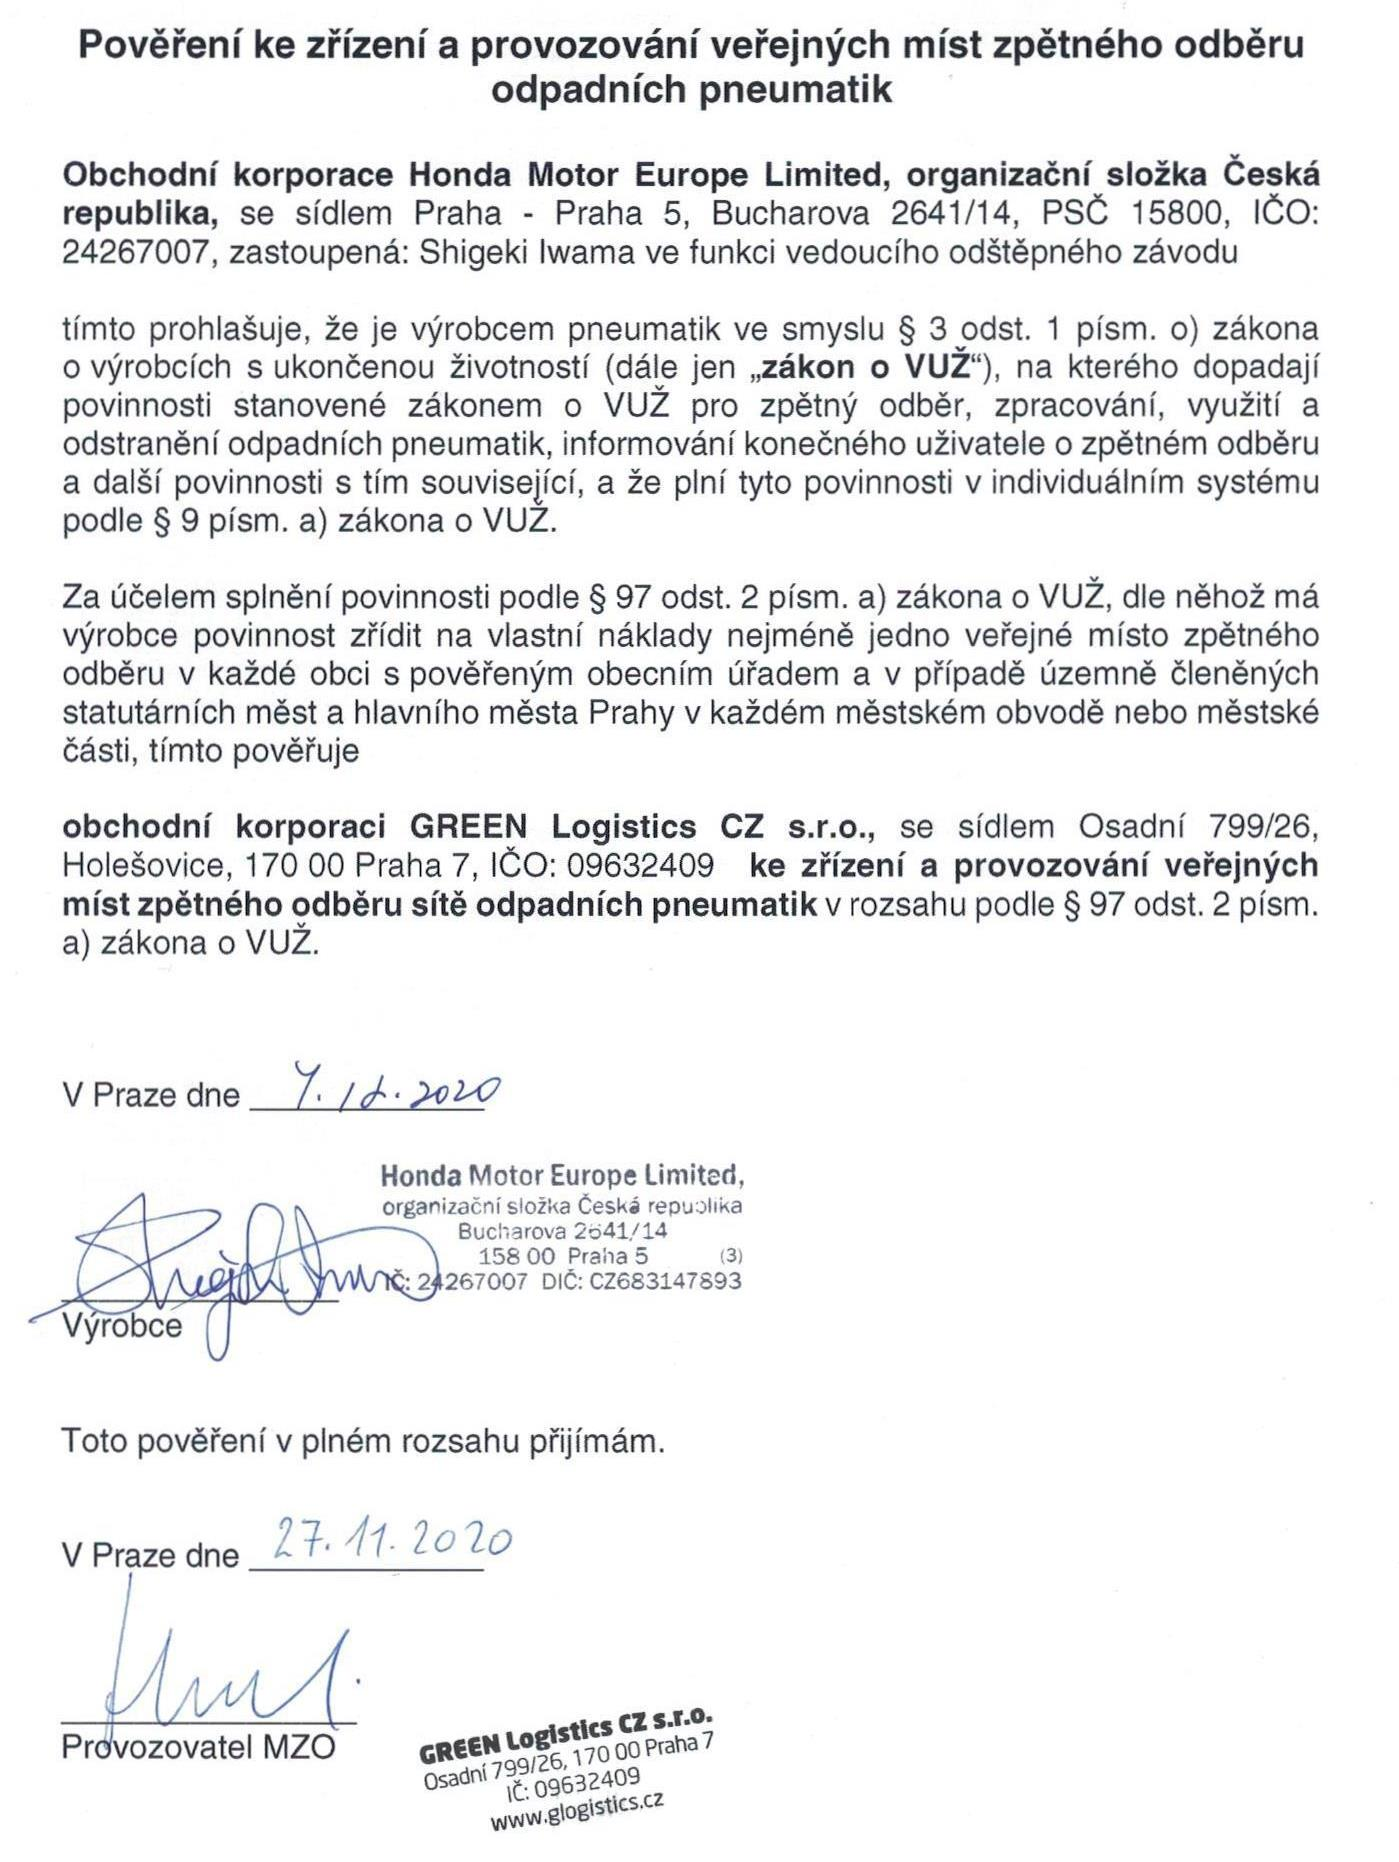 Pověření ke zřízení a provozování veřejných míst zpětného odběru
odpadních pneumatik
Obchodní korporace Honda Motor Europe Limited, organizační složka Česká
republika, se sídlem Praha - Praha 5, Bucharova 2641/14, PSČ 15800, IČO:
24267007, zastoupená: Shigeki Iwama ve funkci vedoucího odštěpného závodu
tímto prohlašuje, že je výrobcem pneumatik ve smyslu § 3 odst. 1 písm. o) zákona
o výrobcích s ukončenou životností (dále jen „zákon o VUŽ“), na kterého dopadají
povinnosti stanovené zákonem o VUŽ pro zpětný odběr, zpracování, využití a
odstranění odpadních pneumatik, informování konečného uživatele o zpětném odběru
a další povinnosti s tím související, a že plní tyto povinnosti v individuálním systému
podle § 9 písm. a) zákona o VUŽ.
Za účelem splnění povinnosti podle § 97 odst. 2 písm. a) zákona o VUŽ, dle něhož má
výrobce povinnost zřídit na vlastní náklady nejméně jedno veřejné místo zpětného
odběru v každé obci s pověřeným obecním úřadem a v případě územně členěných
statutárních měst a hlavního města Prahy v každém městském obvodě nebo městské
části, tímto pověřuje
obchodní korporaci GREEN Logistics CZ s.r.o., se sídlem Osadní 799/26,
Holešovice, 170 00 Praha 7, IČO: 09632409 ke zřízení a provozování veřejných
míst zpětného odběru sítě odpadních pneumatik v rozsahu podle § 97 odst. 2 písm.
a) zákona o VUŽ.
V Praze dne 7.12.2020
Honda Motor Europe Limited,
organizační složka Česká republika
Bucharova 2641/14
158 00 Praha 5 (3)
IČ: 24267007 DIČ: CZ683147893
Výrobce
Toto pověření v plném rozsahu přijímám.
V Praze dne 27.11.2020
Provozovatel MZO
GREEN Logistics CZ s.r.o.
Osadní 799/26, 170 00 Praha 7
IČ: 09632409
www.glogistics.cz